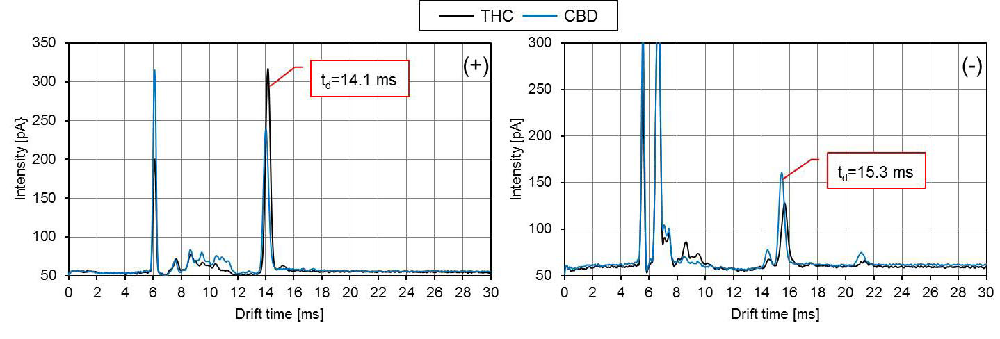 THC CBD
350
300
250
200
150
100
50
Intensity [pA}
(+)
td=14.1 ms
0 2 4 6 8 10 12 14 16 18 20 22 24 26 28 30
Drift time [ms]
300
250
200
150
100
50
Intensity [pA]
(-)
td=15.3 ms
0 2 4 6 8 10 12 14 16 18 20 22 24 26 28 30
Drift time [ms]